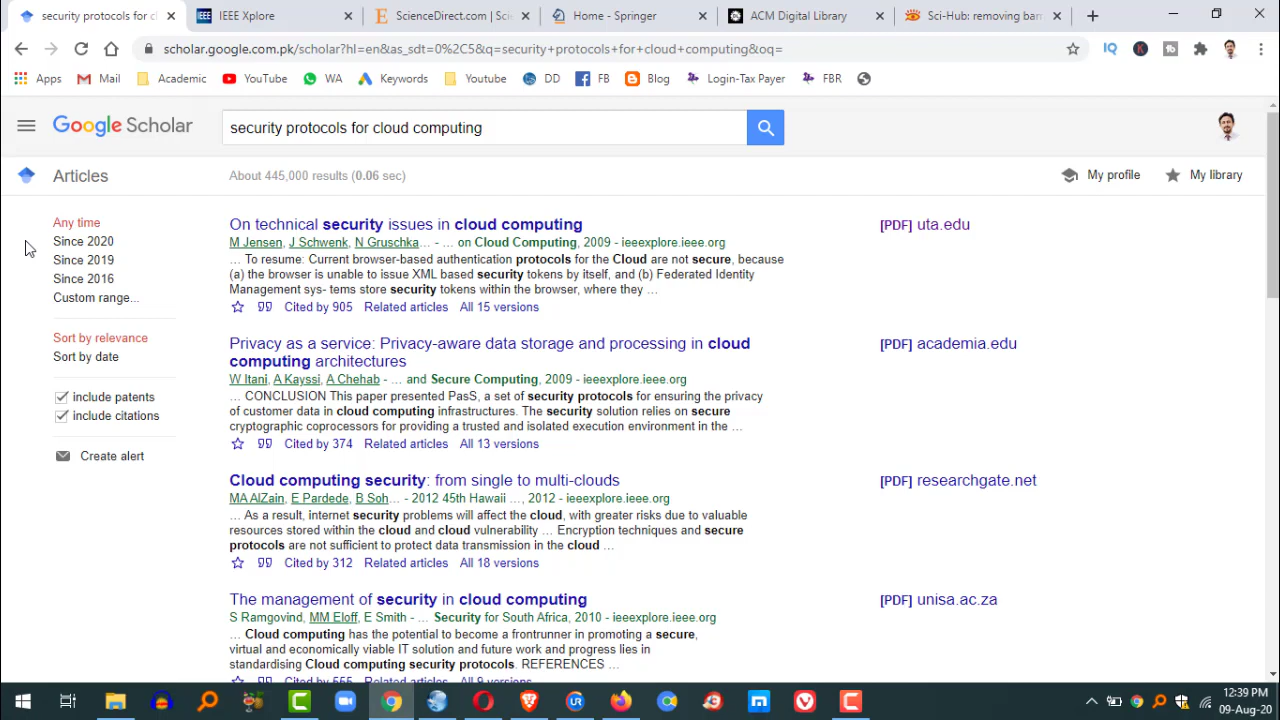 security protocols for cl
IEEE Xplore
ScienceDirect.com | Sci
Home - Springer
ACM Digital Library
Sci-Hub: removing barr
scholar.google.com.pk/scholar?hl=en&as_sdt=0%2C5&q=security+protocols+for+cloud+computing&oq=
IQ
K
Apps
Mail
Academic
YouTube
WA
Keywords
Youtube
DD
FB
Blog
Login-Tax Payer
FBR
Google Scholar
security protocols for cloud computing
Articles
About 445,000 results (0.06 sec)
My profile
My library
Any time
Since 2020
Since 2019
Since 2016
Custom range...
Sort by relevance
Sort by date
include patents
include citations
Create alert
On technical security issues in cloud computing
[PDF] uta.edu
M Jensen, J Schwenk, N Gruschka… - … on Cloud Computing, 2009 - ieeexplore.ieee.org
… To resume: Current browser-based authentication protocols for the Cloud are not secure, because
(a) the browser is unable to issue XML based security tokens by itself, and (b) Federated Identity
Management sys- tems store security tokens within the browser, where they …
Cited by 905 Related articles All 15 versions
Privacy as a service: Privacy-aware data storage and processing in cloud
computing architectures
[PDF] academia.edu
W Itani, A Kayssi, A Chehab - … and Secure Computing, 2009 - ieeexplore.ieee.org
… CONCLUSION This paper presented PasS, a set of security protocols for ensuring the privacy
of customer data in cloud computing infrastructures. The security solution relies on secure
cryptographic coprocessors for providing a trusted and isolated execution environment in the …
Cited by 374 Related articles All 13 versions
Cloud computing security: from single to multi-clouds
[PDF] researchgate.net
MA AlZain, E Pardede, B Soh… - 2012 45th Hawaii …, 2012 - ieeexplore.ieee.org
… As a result, internet security problems will affect the cloud, with greater risks due to valuable
resources stored within the cloud and cloud vulnerability … Encryption techniques and secure
protocols are not sufficient to protect data transmission in the cloud …
Cited by 312 Related articles All 18 versions
The management of security in cloud computing
[PDF] unisa.ac.za
S Ramgovind, MM Eloff, E Smith - … Security for South Africa, 2010 - ieeexplore.ieee.org
… Cloud computing has the potential to become a frontrunner in promoting a secure,
virtual and economically viable IT solution and future work and progress lies in
standardising Cloud computing security protocols. REFERENCES …
Cited by 555 Related articles All 9 versions
12:39 PM
09-Aug-20